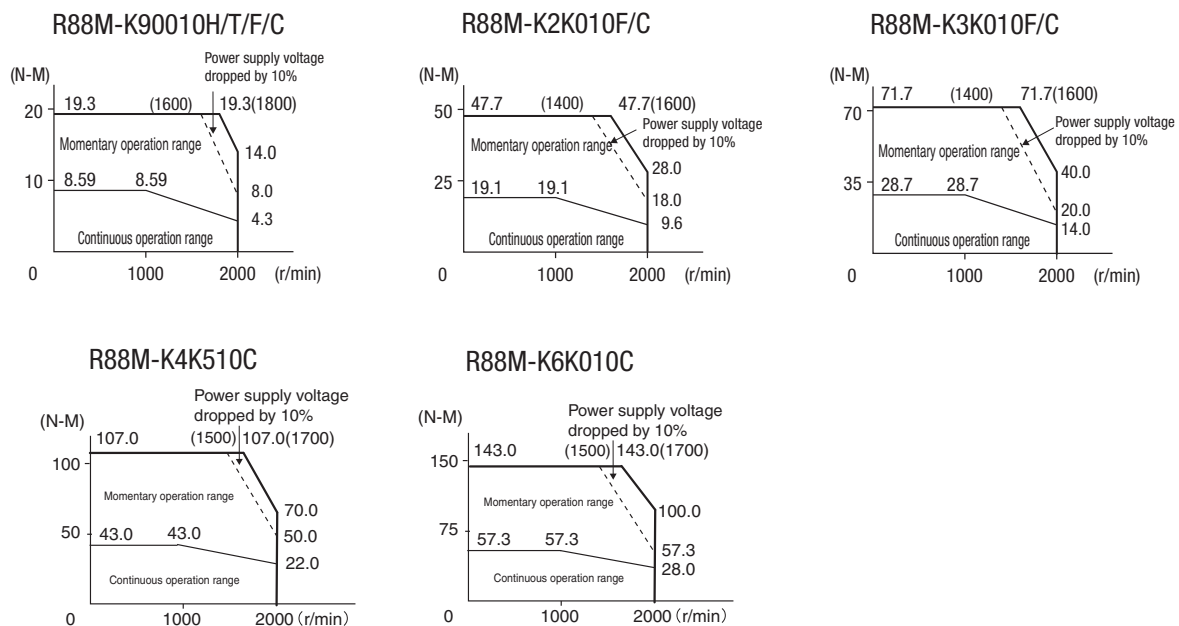 R88M-K90010H/T/F/C
Power supply voltage
dropped by 10%
(N-M)
20
19.3
(1600)
19.3(1800)
Momentary operation range
14.0
10
8.59
8.59
8.0
4.3
Continuous operation range
0
1000
2000
(r/min)
R88M-K2K010F/C
(N-M)
50
47.7
(1400)
47.7(1600)
Power supply voltage
dropped by 10%
Momentary operation range
28.0
25
19.1
19.1
18.0
9.6
Continuous operation range
0
1000
2000
(r/min)
R88M-K3K010F/C
(N-M)
70
71.7
(1400)
71.7(1600)
Power supply voltage
dropped by 10%
Momentary operation range
40.0
35
28.7
28.7
20.0
14.0
Continuous operation range
0
1000
2000
(r/min)
R88M-K4K510C
Power supply voltage
dropped by 10%
(N-M)
107.0
(1500)
107.0(1700)
100
Momentary operation range
70.0
50
43.0
43.0
50.0
22.0
Continuous operation range
0
1000
2000
(r/min)
R88M-K6K010C
Power supply voltage
dropped by 10%
(N-M)
150
143.0
(1500)
143.0(1700)
Momentary operation range
100.0
75
57.3
57.3
57.3
28.0
Continuous operation range
0
1000
2000
(r/min)